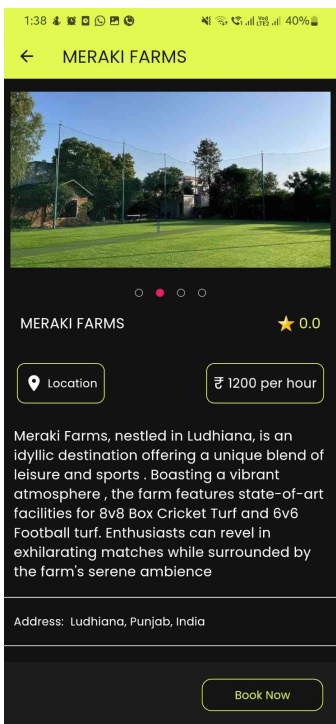 1:38 40%
MERAKI FARMS
MERAKI FARMS 0.0
Location ₹ 1200 per hour
Meraki Farms, nestled in Ludhiana, is an
idyllic destination offering a unique blend of
leisure and sports . Boasting a vibrant
atmosphere , the farm features state-of-art
facilities for 8v8 Box Cricket Turf and 6v6
Football turf. Enthusiasts can revel in
exhilarating matches while surrounded by
the farm's serene ambience
Address: Ludhiana, Punjab, India
Book Now